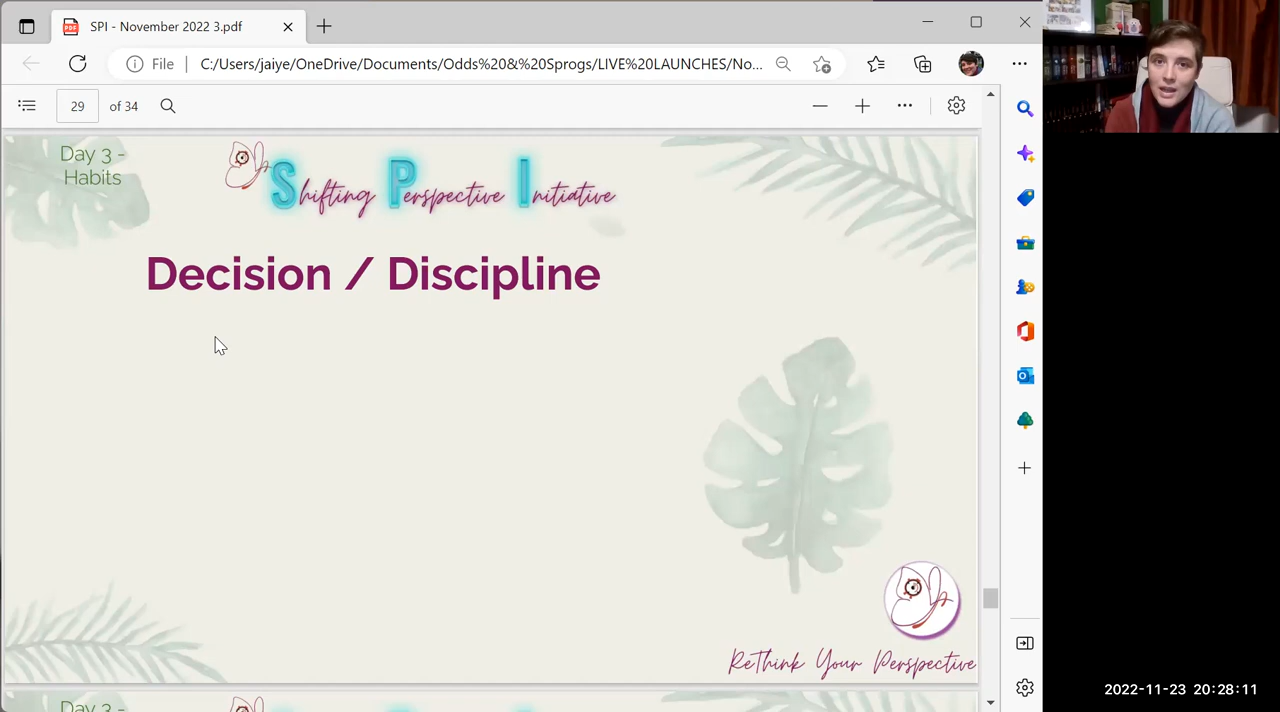 SPI - November 2022 3.pdf
File
C:/Users/jaiye/OneDrive/Documents/Odds%20&%20Sprogs/LIVE%20LAUNCHES/No...
29 of 34
Day 3 -
Habits
Shifting Perspective Initiative
Decision / Discipline
ReThink Your Perspective
Day 3 -
2022-11-23 20:28:11